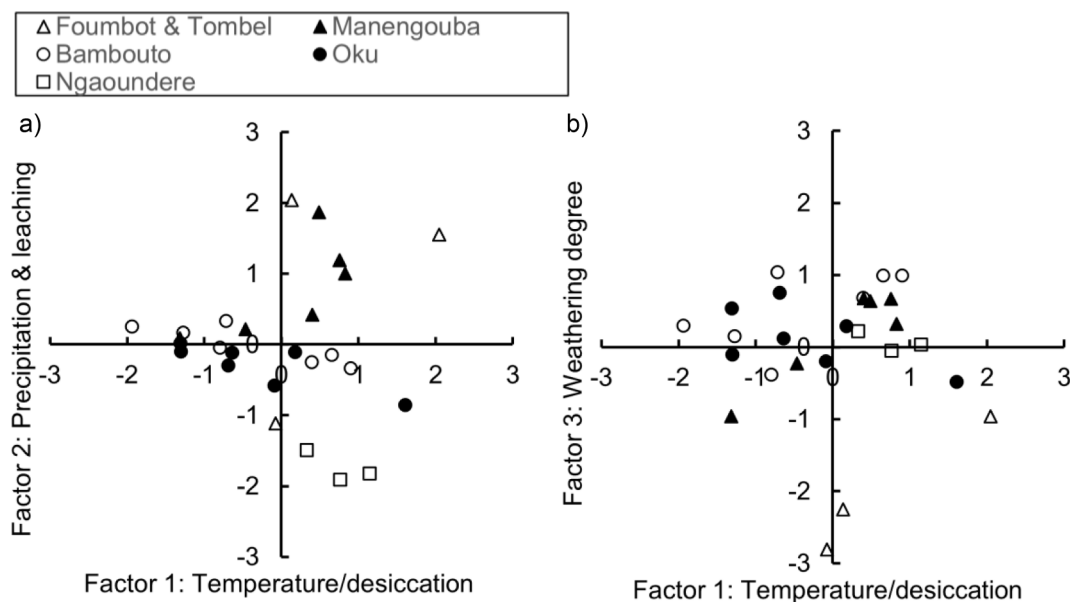 Foumbot & Tombel Manengouba
Bambouto Oku
Ngaoundere
a)
3
2
1
0
-1
-2
-3
-3 -2 -1 0 1 2 3
Factor 2: Precipitation & leaching
Factor 1: Temperature/desiccation
b)
3
2
1
0
-1
-2
-3
-3 -2 -1 0 1 2 3
Factor 3: Weathering degree
Factor 1: Temperature/desiccation